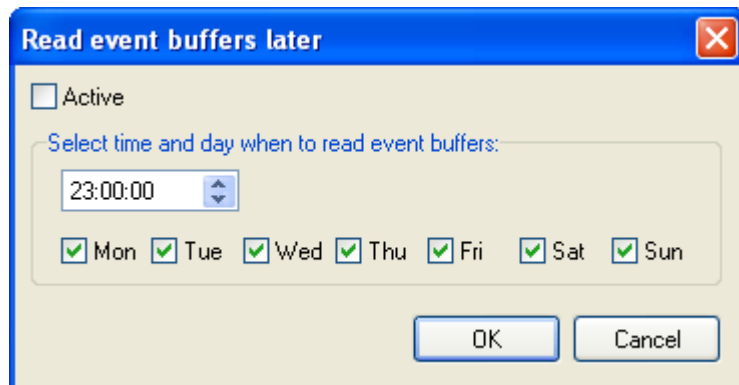 Read event buffers later
Active
Select time and day when to read event buffers:
23:00:00
Mon Tue Wed Thu Fri Sat Sun
OK Cancel